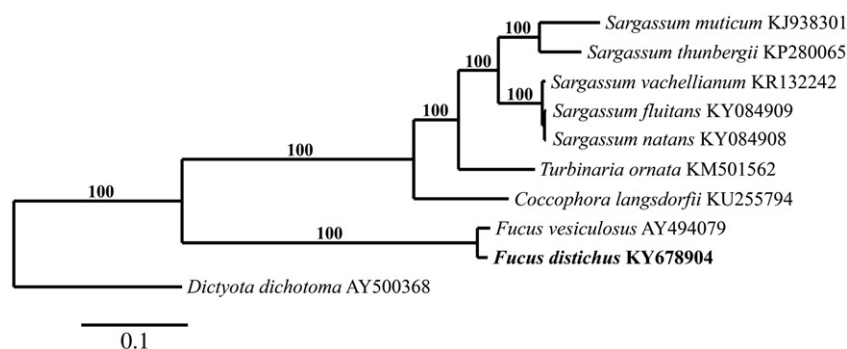 Sargassum muticum KJ938301
100
Sargassum thunbergii KP280065
100
Sargassum vachellianum KR132242
100
Sargassum fluitans KY084909
100
Sargassum natans KY084908
100
Turbinaria ornata KM501562
100
Coccophora langsdorfii KU255794
Fucus vesiculosus AY494079
100
Fucus distichus KY678904
Dictyota dichotoma AY500368
0.1